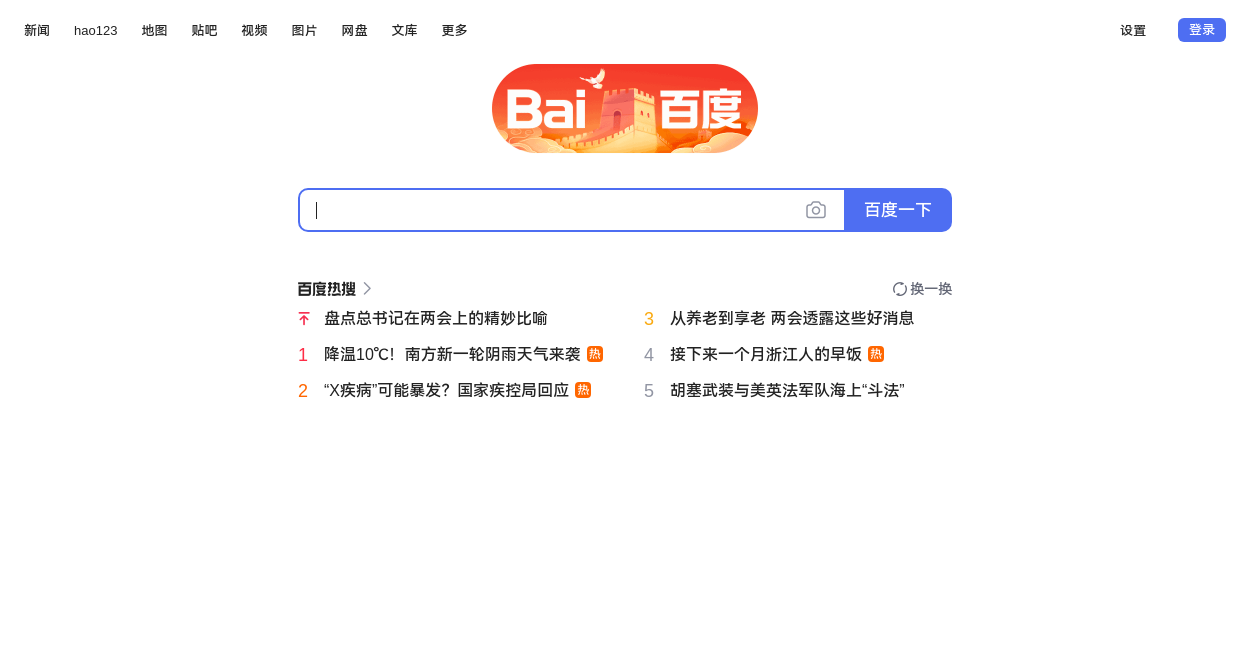 新闻 hao123 地图 贴吧 视频 图片 网盘 文库 更多 设置 登录
Bai 百度
百度一下
百度热搜 换一换
盘点总书记在两会上的精妙比喻
3 从养老到享老 两会透露这些好消息
1 降温10℃！南方新一轮阴雨天气来袭 热
4 接下来一个月浙江人的早饭 热
2 “X疾病”可能暴发？国家疾控局回应 热
5 胡塞武装与美英法军队海上“斗法”